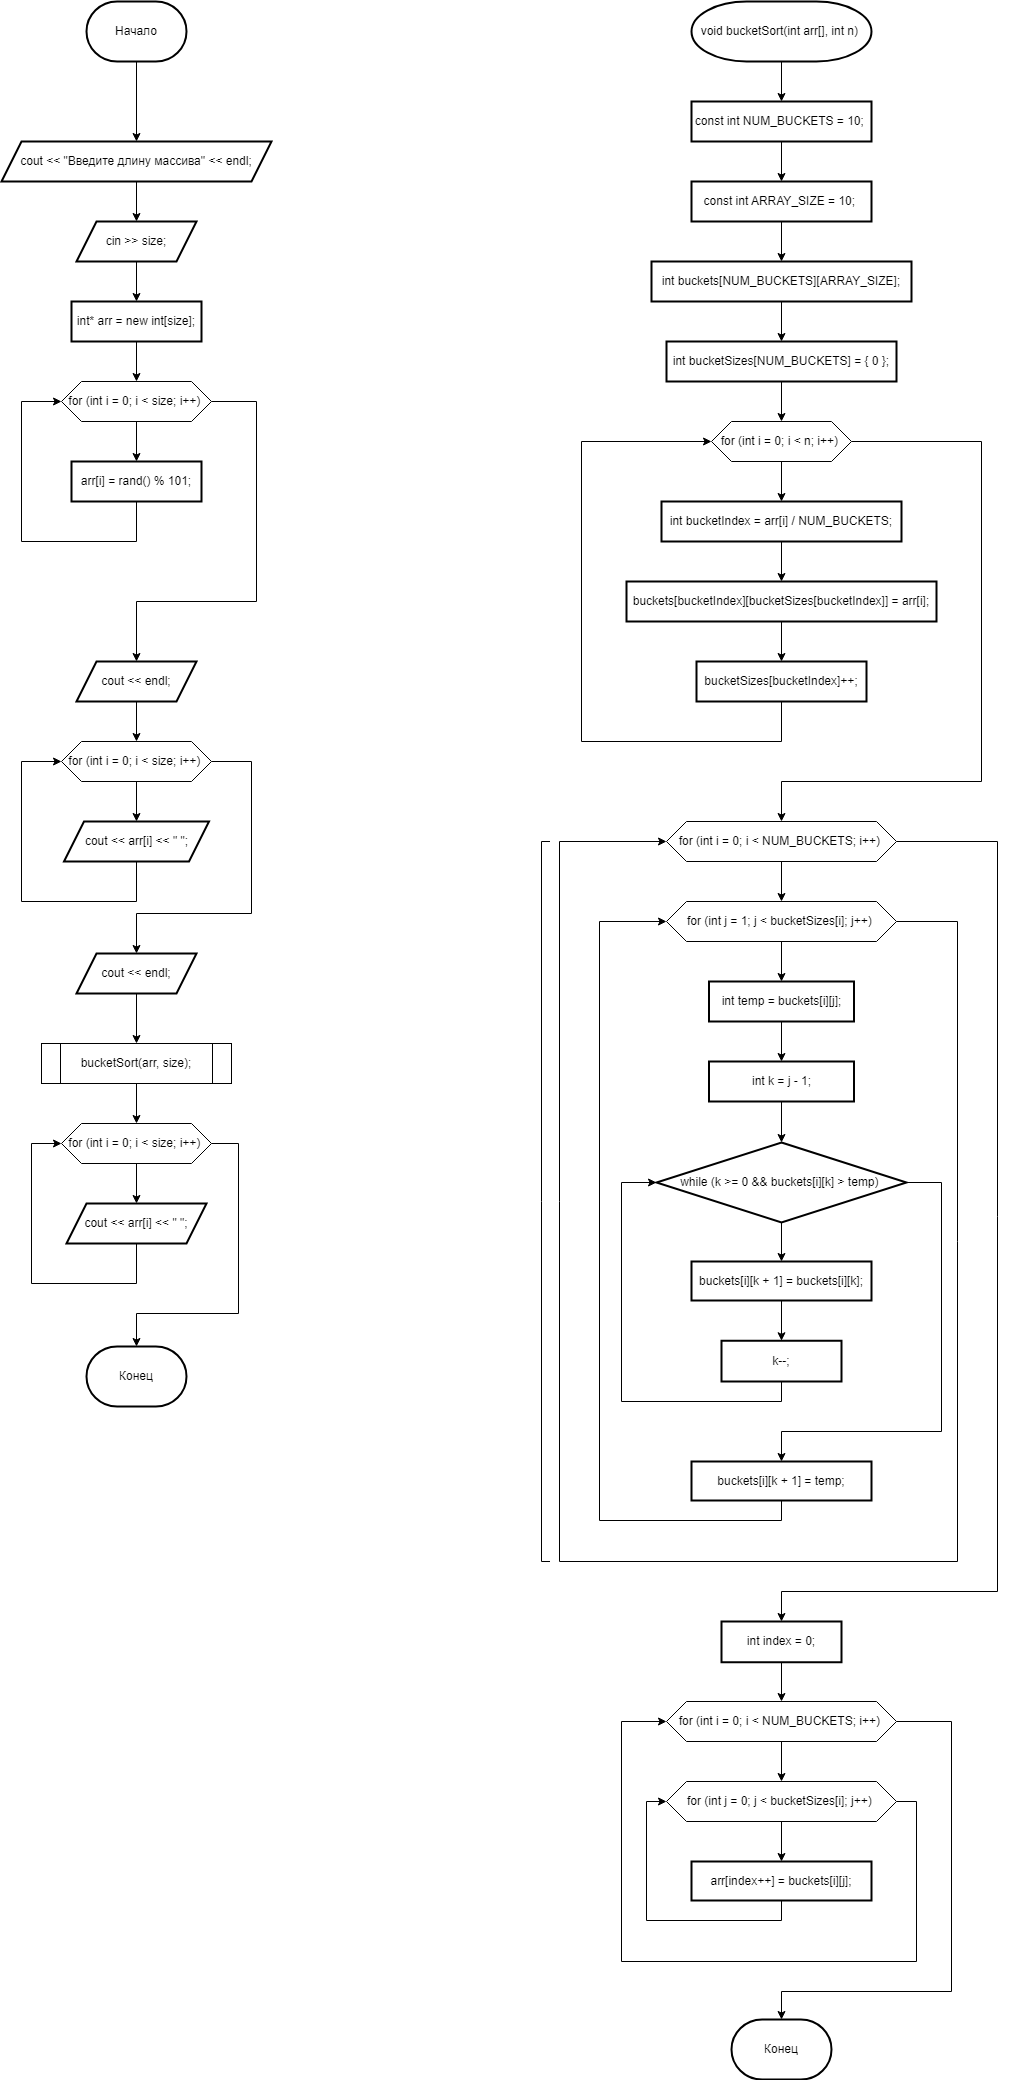 Начало
cout << "Введите длину массива" << endl;
cin >> size;
int* arr = new int[size];
for (int i = 0; i < size; i++)
arr[i] = rand() % 101;
cout << endl;
for (int i = 0; i < size; i++)
cout << arr[i] << " ";
cout << endl;
bucketSort(arr, size);
for (int i = 0; i < size; i++)
cout << arr[i] << " ";
Конец
void bucketSort(int arr[], int n)
const int NUM_BUCKETS = 10;
const int ARRAY_SIZE = 10;
int buckets[NUM_BUCKETS][ARRAY_SIZE];
int bucketSizes[NUM_BUCKETS] = { 0 };
for (int i = 0; i < n; i++)
int bucketIndex = arr[i] / NUM_BUCKETS;
buckets[bucketIndex][bucketSizes[bucketIndex]] = arr[i];
bucketSizes[bucketIndex]++;
for (int i = 0; i < NUM_BUCKETS; i++)
for (int j = 1; j < bucketSizes[i]; j++)
int temp = buckets[i][j];
int k = j - 1;
while (k >= 0 && buckets[i][k] > temp)
buckets[i][k + 1] = buckets[i][k];
k--;
buckets[i][k + 1] = temp;
int index = 0;
for (int i = 0; i < NUM_BUCKETS; i++)
for (int j = 0; j < bucketSizes[i]; j++)
arr[index++] = buckets[i][j];
Конец